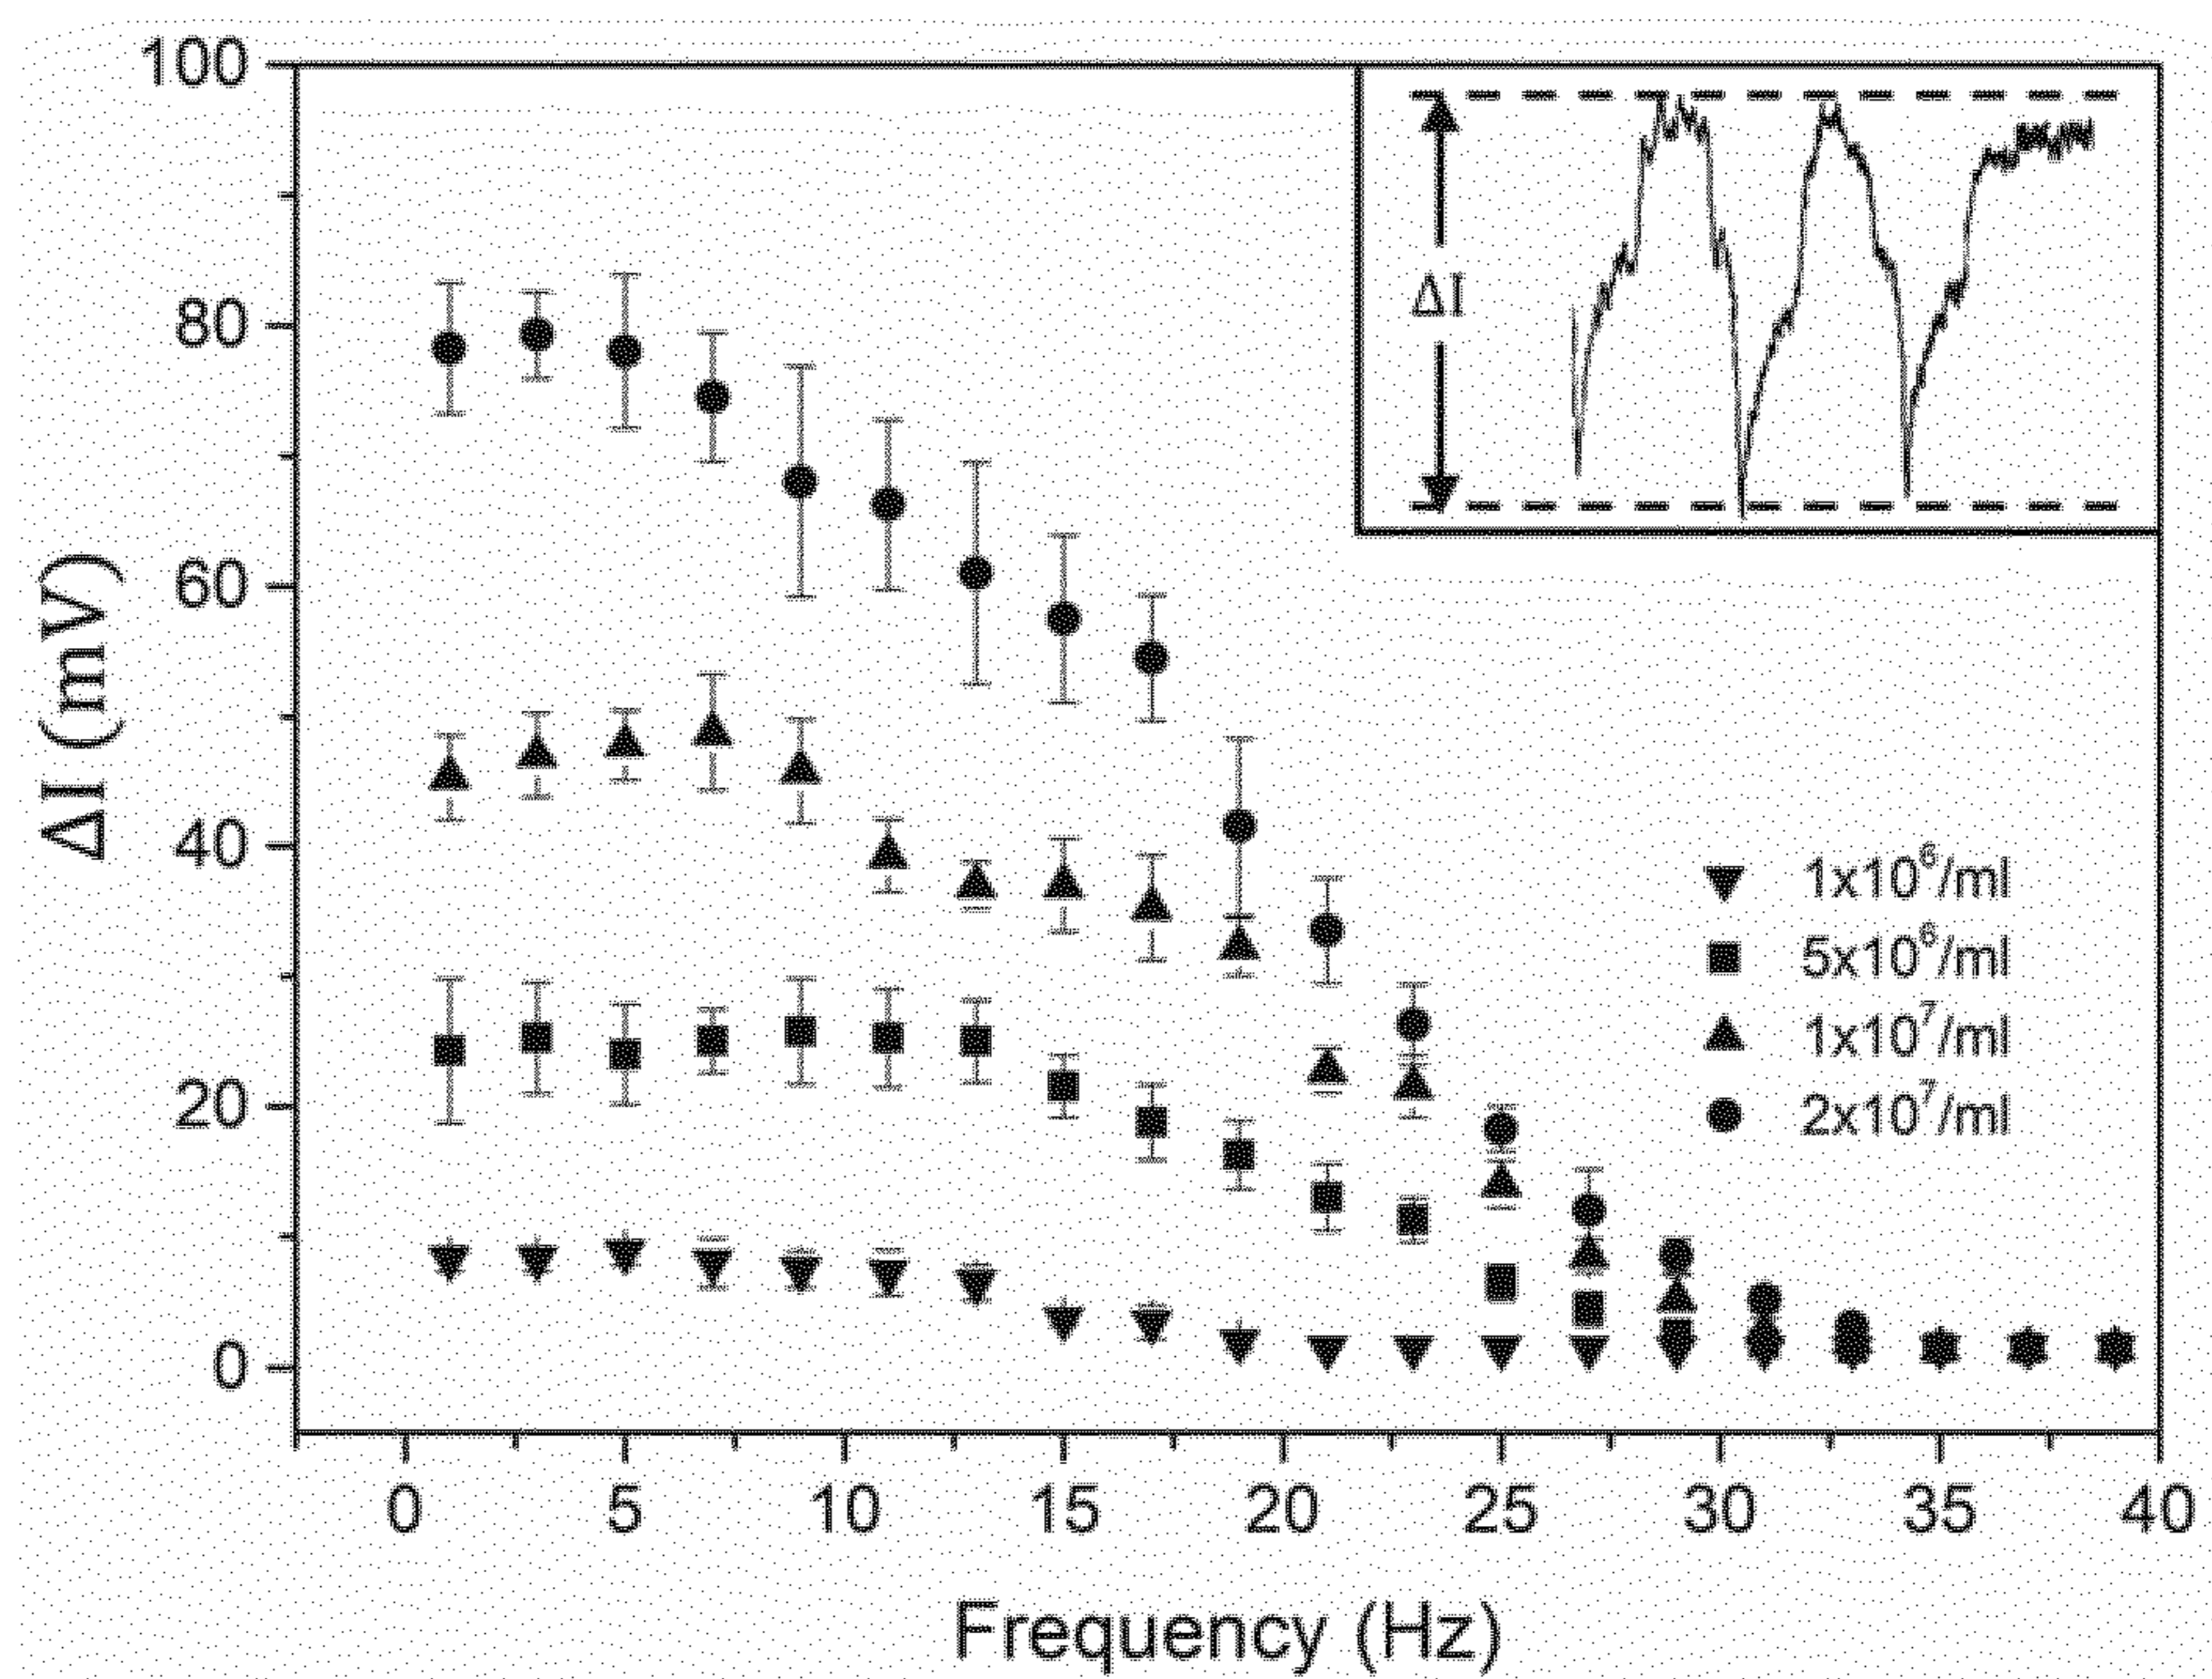 100
80
60
40
20
0
ΔI (mV)
ΔI
1x10⁶/ml
5x10⁶/ml
1x10⁷/ml
2x10⁷/ml
0 5 10 15 20 25 30 35 40
Frequency (Hz)